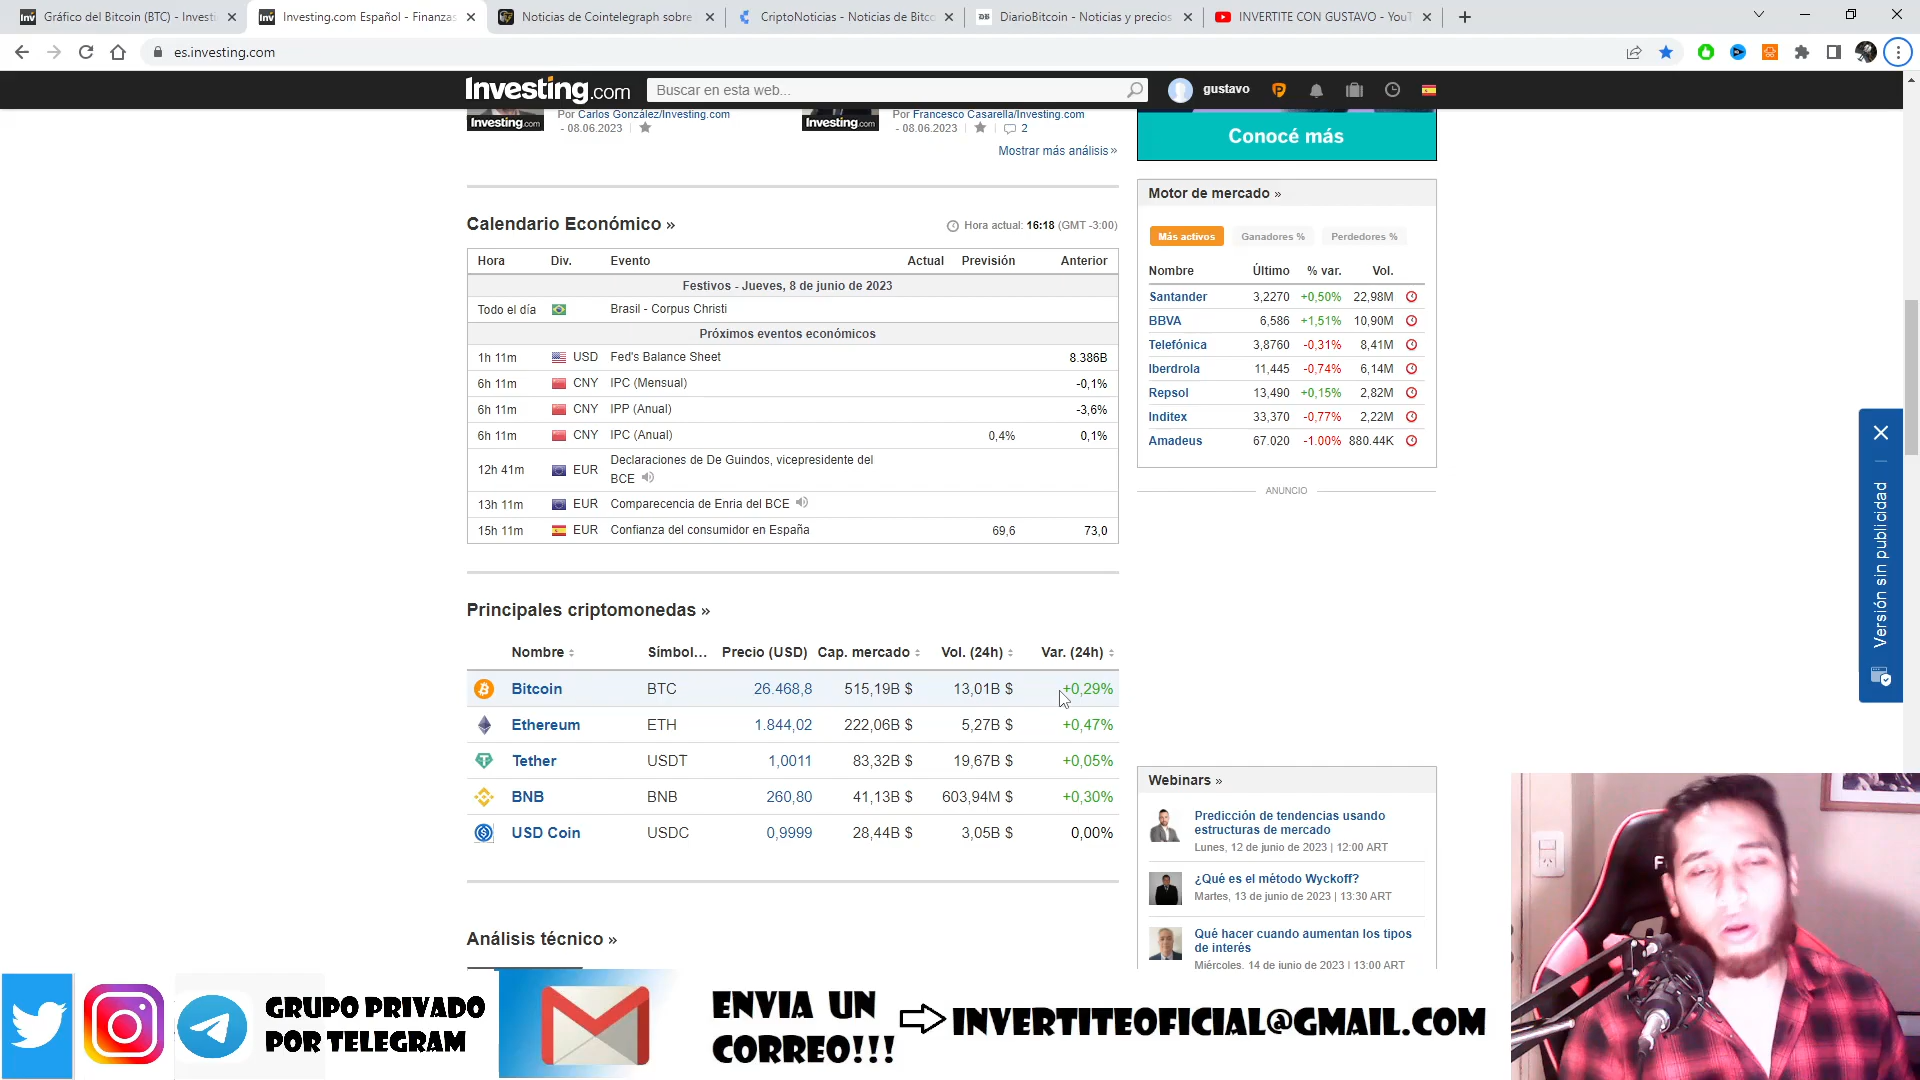 Gráfico del Bitcoin (BTC) - Investi
Investing.com Español - Finanzas
Noticias de Cointelegraph sobre
CriptoNoticias - Noticias de Bitco
DiarioBitcoin - Noticias y precios
INVERTITE CON GUSTAVO - YouT
es.investing.com
Investing.com
Buscar en esta web...
gustavo
Investing.com
Por Carlos González/Investing.com
- 08.06.2023
Investing.com
Por Francesco Casarella/Investing.com
- 08.06.2023 2
Mostrar más análisis»
Conocé más
Calendario Económico »
Hora actual: 16:18 (GMT -3:00)
Hora Div. Evento Actual Previsión Anterior
Festivos - Jueves, 8 de junio de 2023
Todo el día Brasil - Corpus Christi
Próximos eventos económicos
1h 11m USD Fed's Balance Sheet 8.386B
6h 11m CNY IPC (Mensual) -0,1%
6h 11m CNY IPP (Anual) -3,6%
6h 11m CNY IPC (Anual) 0,4% 0,1%
12h 41m EUR Declaraciones de De Guindos, vicepresidente del
BCE
13h 11m EUR Comparecencia de Enria del BCE
15h 11m EUR Confianza del consumidor en España 69,6 73,0
Motor de mercado »
Más activos Ganadores % Perdedores %
Nombre Último % var. Vol.
Santander 3,2270 +0,50% 22,98M
BBVA 6,586 +1,51% 10,90M
Telefónica 3,8760 -0,31% 8,41M
Iberdrola 11,445 -0,74% 6,14M
Repsol 13,490 +0,15% 2,82M
Inditex 33,370 -0,77% 2,22M
Amadeus 67.020 -1.00% 880.44K
ANUNCIO
Versión sin publicidad
Principales criptomonedas »
Nombre Símbol... Precio (USD) Cap. mercado Vol. (24h) Var. (24h)
Bitcoin BTC 26.468,8 515,19B $ 13,01B $ +0,29%
Ethereum ETH 1.844,02 222,06B $ 5,27B $ +0,47%
Tether USDT 1,0011 83,32B $ 19,67B $ +0,05%
BNB BNB 260,80 41,13B $ 603,94M $ +0,30%
USD Coin USDC 0,9999 28,44B $ 3,05B $ 0,00%
Webinars »
Predicción de tendencias usando
estructuras de mercado
Lunes, 12 de junio de 2023 | 12:00 ART
¿Qué es el método Wyckoff?
Martes, 13 de junio de 2023 | 13:30 ART
Qué hacer cuando aumentan los tipos
de interés
Miércoles, 14 de junio de 2023 | 13:00 ART
Análisis técnico »
GRUPO PRIVADO
POR TELEGRAM
ENVIA UN
CORREO!!!
INVERTITEOFICIAL@GMAIL.COM